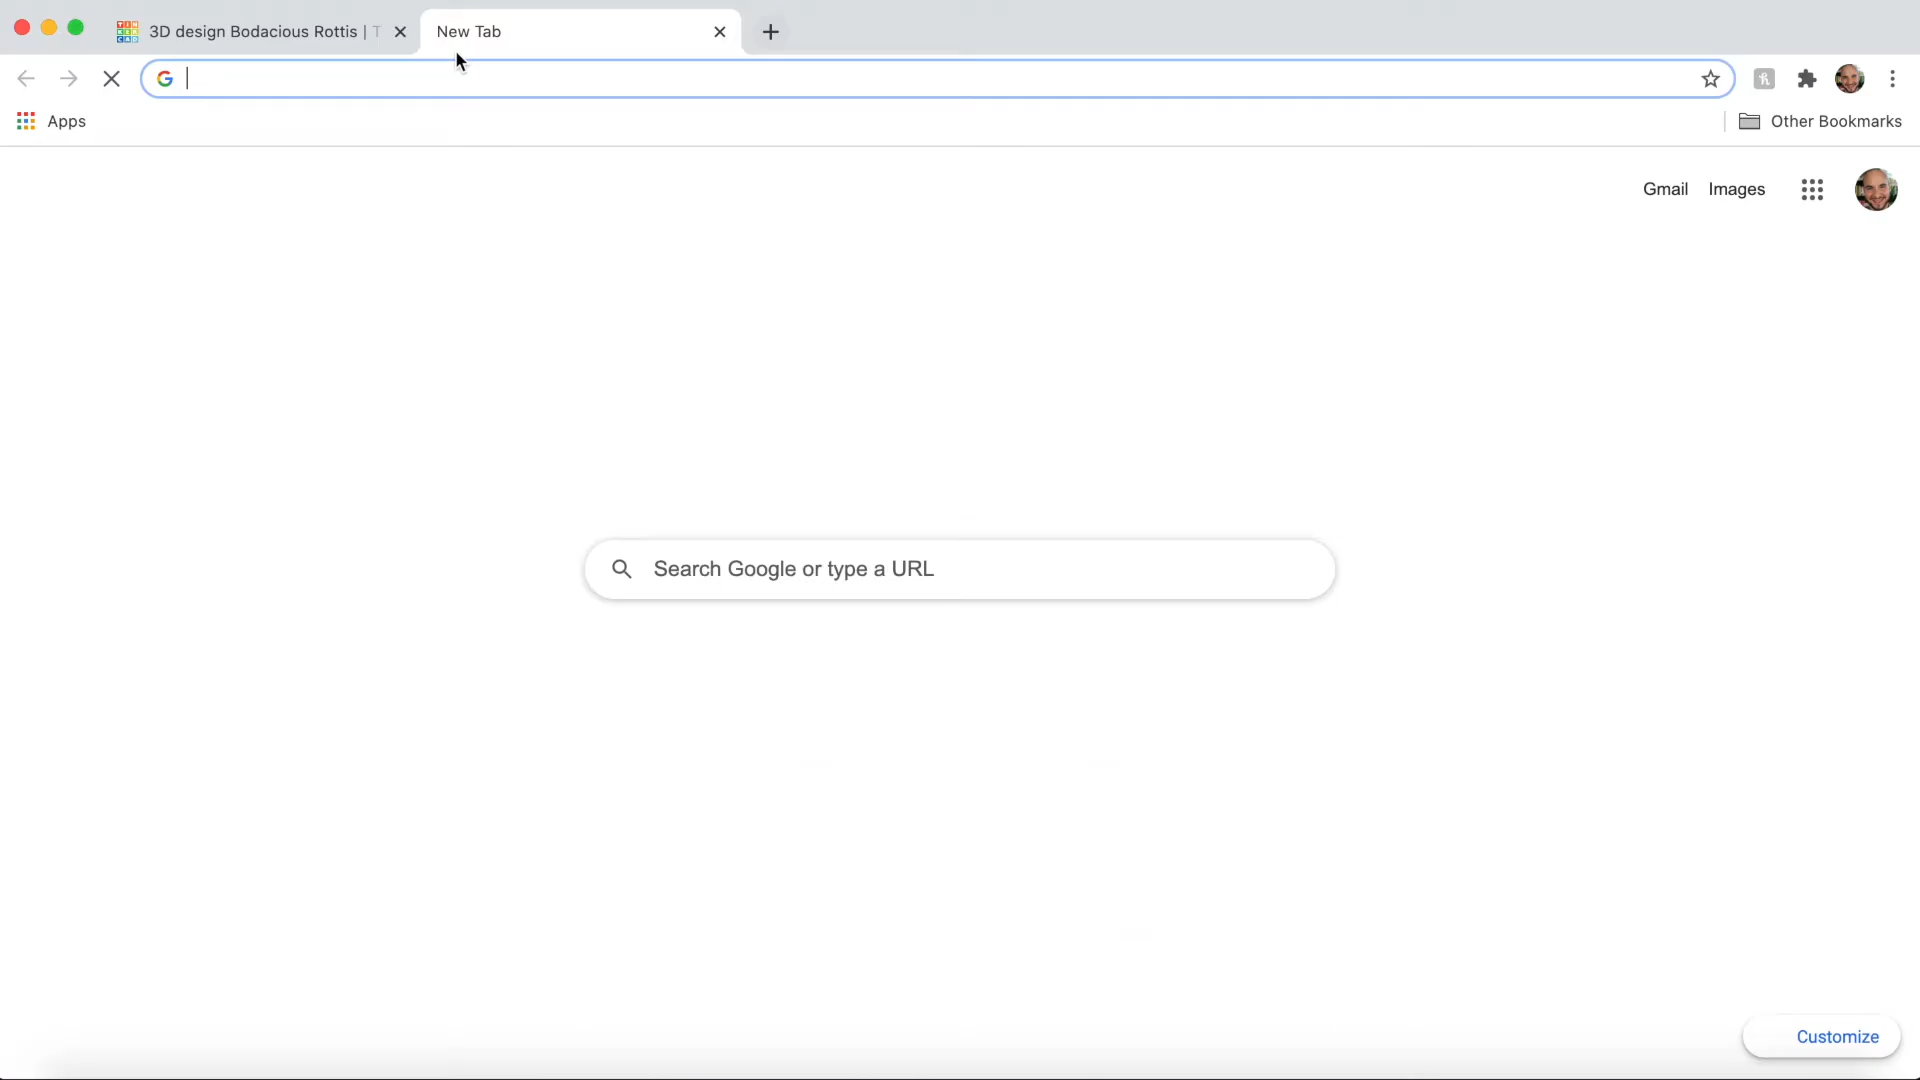 3D design Bodacious Rottis | T
New Tab
Apps
Other Bookmarks
Gmail Images
Search Google or type a URL
Customize